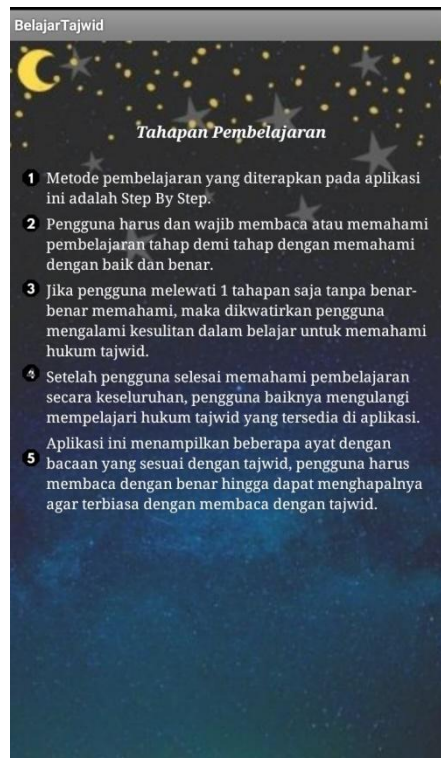 BelajarTajwid
Tahapan Pembelajaran
1 Metode pembelajaran yang diterapkan pada aplikasi
ini adalah Step By Step.
2 Pengguna harus dan wajib membaca atau memahami
pembelajaran tahap demi tahap dengan memahami
dengan baik dan benar.
3 Jika pengguna melewati 1 tahapan saja tanpa benar-
benar memahami, maka dikwatirkan pengguna
mengalami kesulitan dalam belajar untuk memahami
hukum tajwid.
4 Setelah pengguna selesai memahami pembelajaran
secara keseluruhan, pengguna baiknya mengulangi
mempelajari hukum tajwid yang tersedia di aplikasi.
Aplikasi ini menampilkan beberapa ayat dengan
5 bacaan yang sesuai dengan tajwid, pengguna harus
membaca dengan benar hingga dapat menghapalnya
agar terbiasa dengan membaca dengan tajwid.